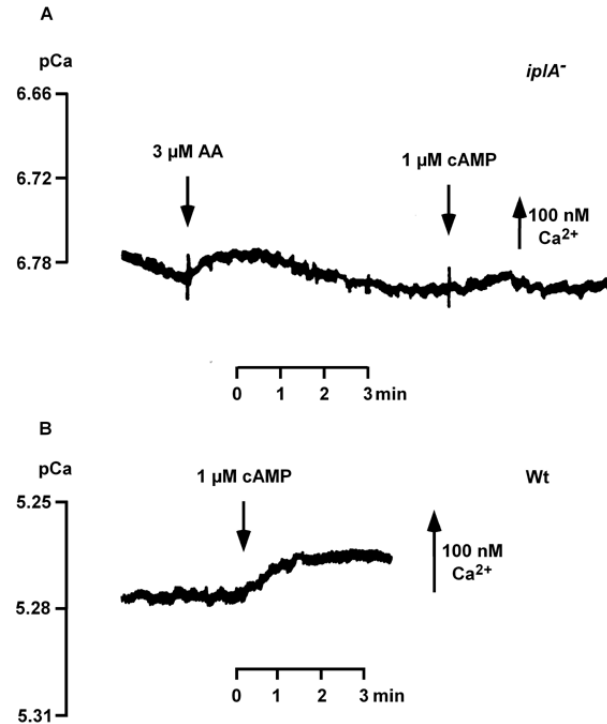 A
pCa
iplA⁻
6.66
3 µM AA
6.72
1 µM cAMP
100 nM
Ca²⁺
6.78
0 1 2 3 min
B
pCa
1 µM cAMP
Wt
5.25
100 nM
Ca²⁺
5.28
0 1 2 3 min
5.31